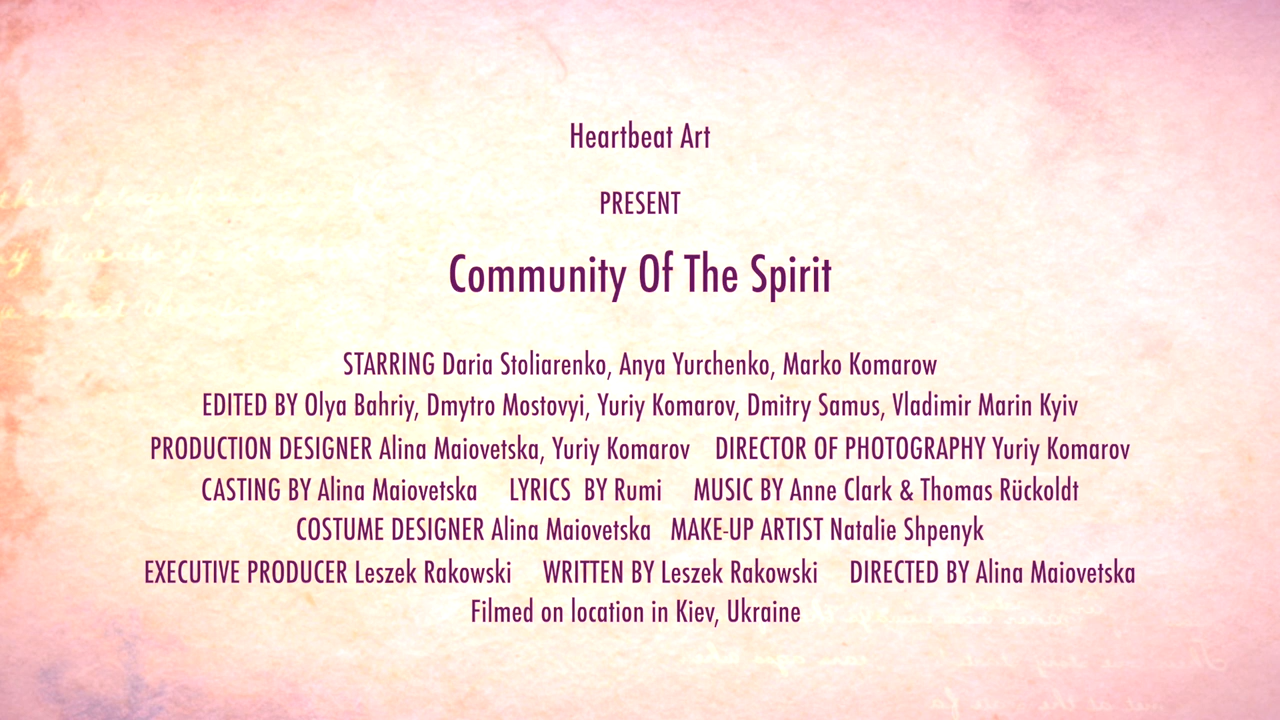 Heartbeat Art
PRESENT
Community Of The Spirit
STARRING Daria Stoliarenko, Anya Yurchenko, Marko Komarow
EDITED BY Olya Bahriy, Dmytro Mostovyi, Yuriy Komarov, Dmitry Samus, Vladimir Marin Kyiv
PRODUCTION DESIGNER Alina Maiovetska, Yuriy Komarov DIRECTOR OF PHOTOGRAPHY Yuriy Komarov
CASTING BY Alina Maiovetska LYRICS BY Rumi MUSIC BY Anne Clark & Thomas Rückoldt
COSTUME DESIGNER Alina Maiovetska MAKE-UP ARTIST Natalie Shpenyk
EXECUTIVE PRODUCER Leszek Rakowski WRITTEN BY Leszek Rakowski DIRECTED BY Alina Maiovetska
Filmed on location in Kiev, Ukraine